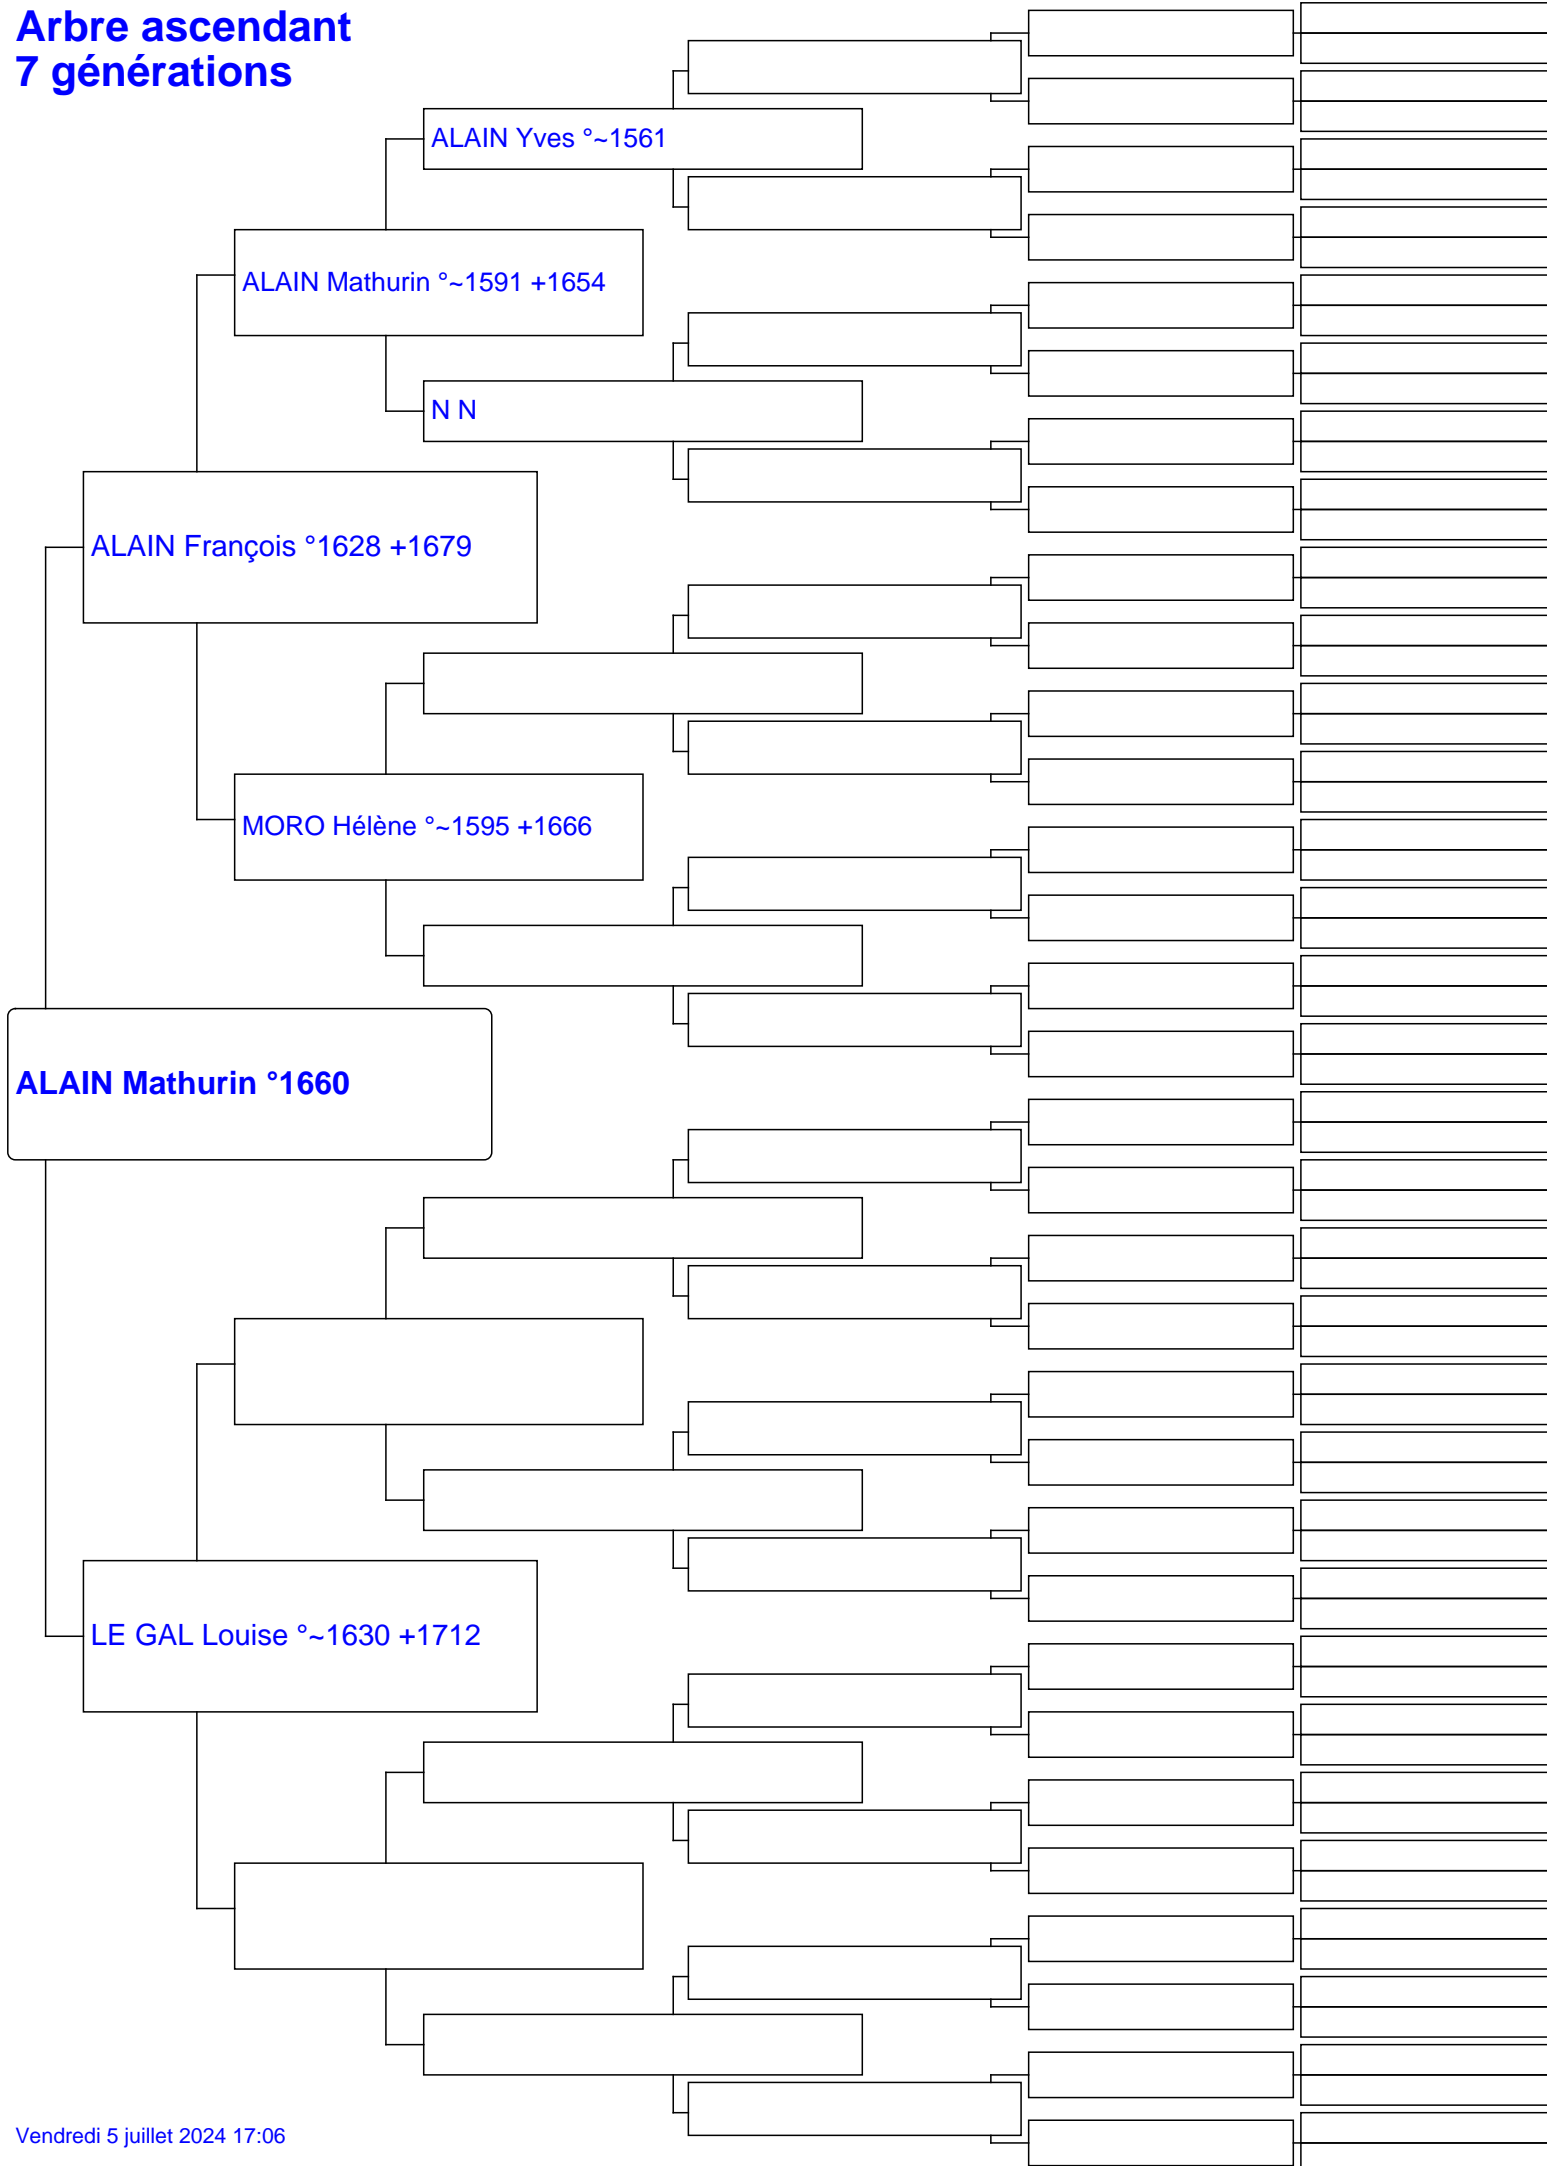 Arbre ascendant
7 générations
ALAIN Yves °~1561
ALAIN Mathurin °~1591 +1654
N N
ALAIN François °1628 +1679
MORO Hélène °~1595 +1666
ALAIN Mathurin °1660
LE GAL Louise °~1630 +1712
Vendredi 5 juillet 2024 17:06